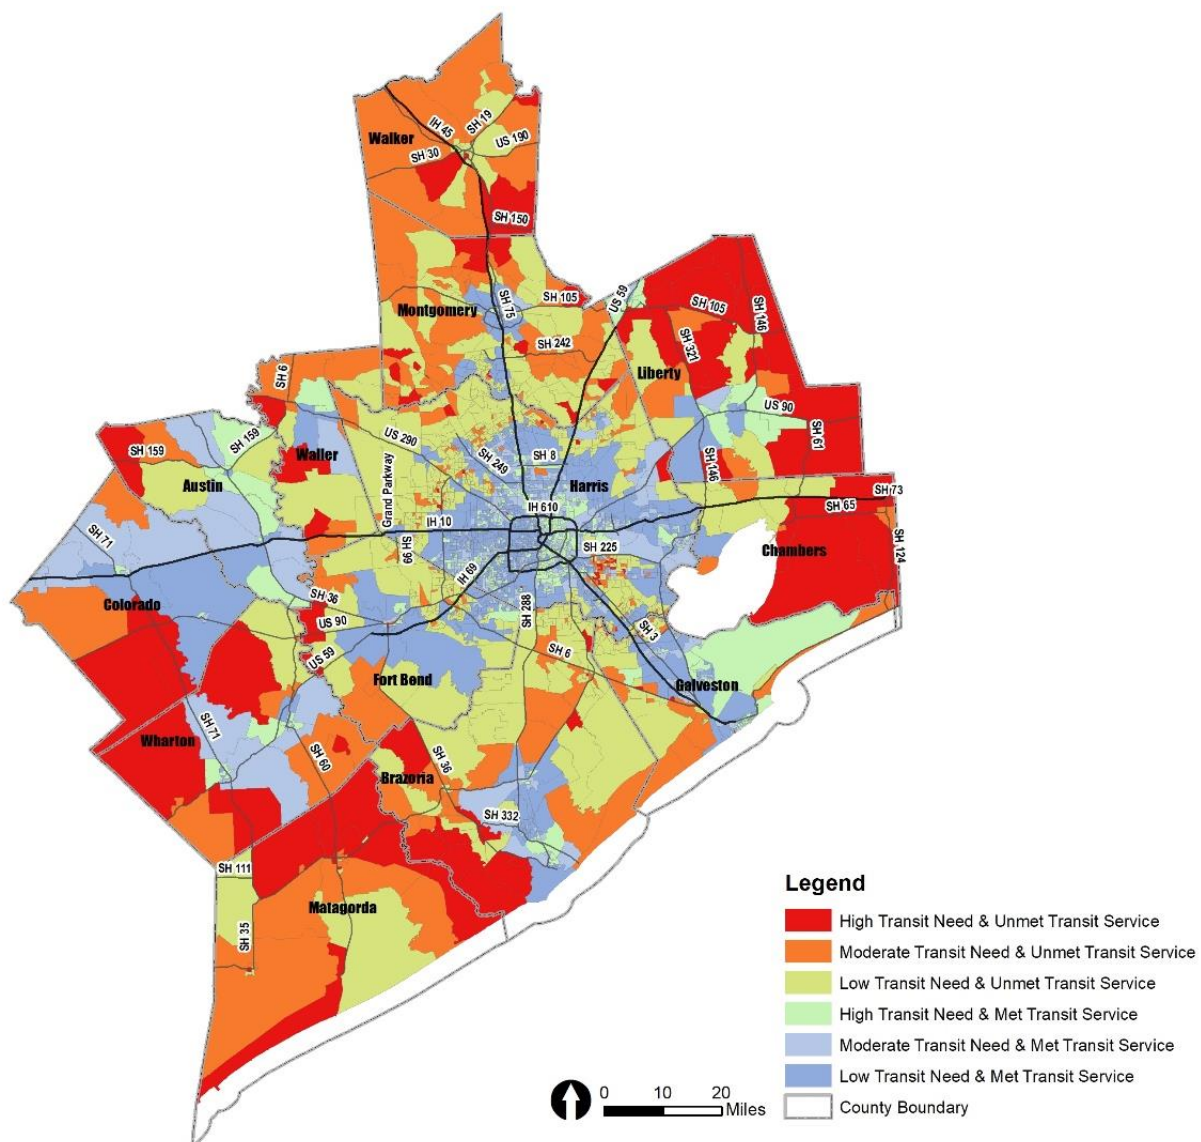 IH 45
SH 19
Walker
US 190
SH 30
SH 150
SH 75
SH 105
US 59
Montgomery
SH 105
SH 146
SH 242
SH 321
SH 6
Liberty
US 90
SH 159
SH 159
US 290
SH 61
Waller
SH 249
SH 8
SH 146
Austin
Grand Parkway
Harris
SH 73
IH 610
SH 65
IH 10
SH 71
SH 99
SH 225
Chambers
SH 124
IH 69
SH 36
Colorado
SH 288
US 90
SH 3
US 59
SH 6
Fort Bend
Galveston
SH 71
Wharton
SH 60
SH 36
Brazoria
SH 332
SH 111
Matagorda
SH 35
Legend
High Transit Need & Unmet Transit Service
Moderate Transit Need & Unmet Transit Service
Low Transit Need & Unmet Transit Service
High Transit Need & Met Transit Service
Moderate Transit Need & Met Transit Service
Low Transit Need & Met Transit Service
County Boundary
0 10 20
Miles